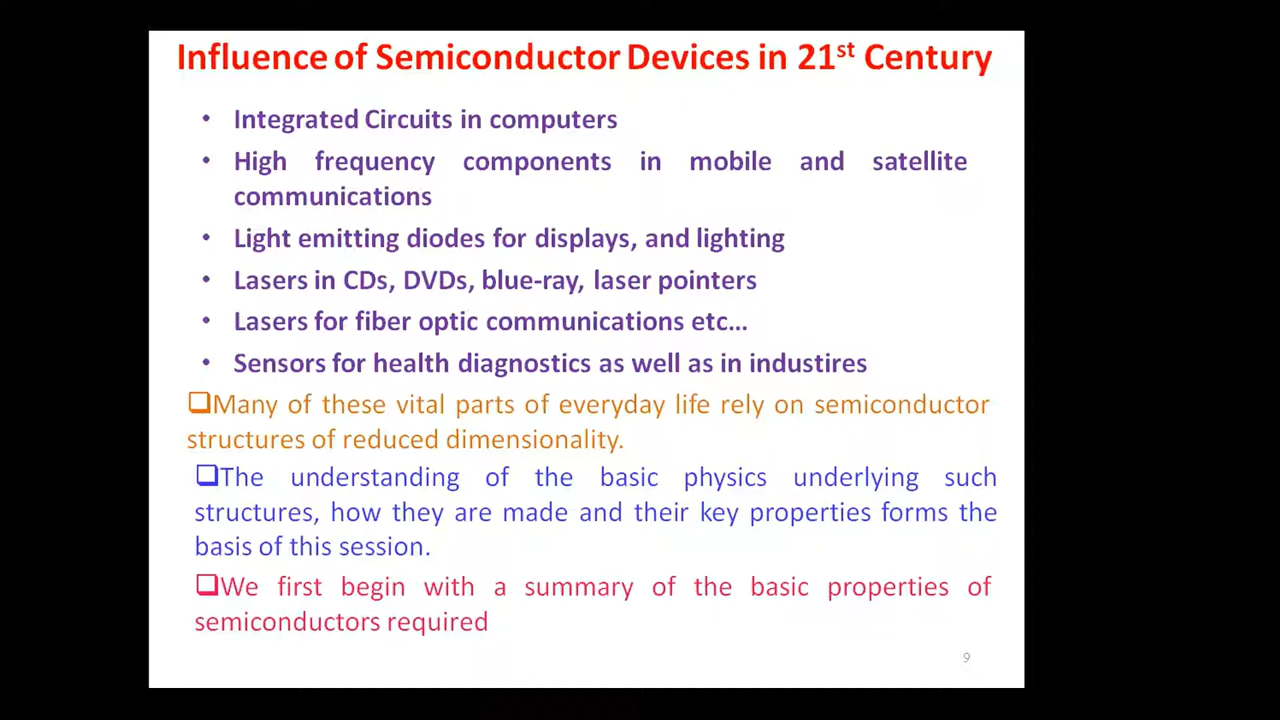 Influence of Semiconductor Devices in 21st Century
• Integrated Circuits in computers
• High frequency components in mobile and satellite
communications
• Light emitting diodes for displays, and lighting
• Lasers in CDs, DVDs, blue-ray, laser pointers
• Lasers for fiber optic communications etc...
• Sensors for health diagnostics as well as in industires
❑Many of these vital parts of everyday life rely on semiconductor
structures of reduced dimensionality.
❑The understanding of the basic physics underlying such
structures, how they are made and their key properties forms the
basis of this session.
❑We first begin with a summary of the basic properties of
semiconductors required
9